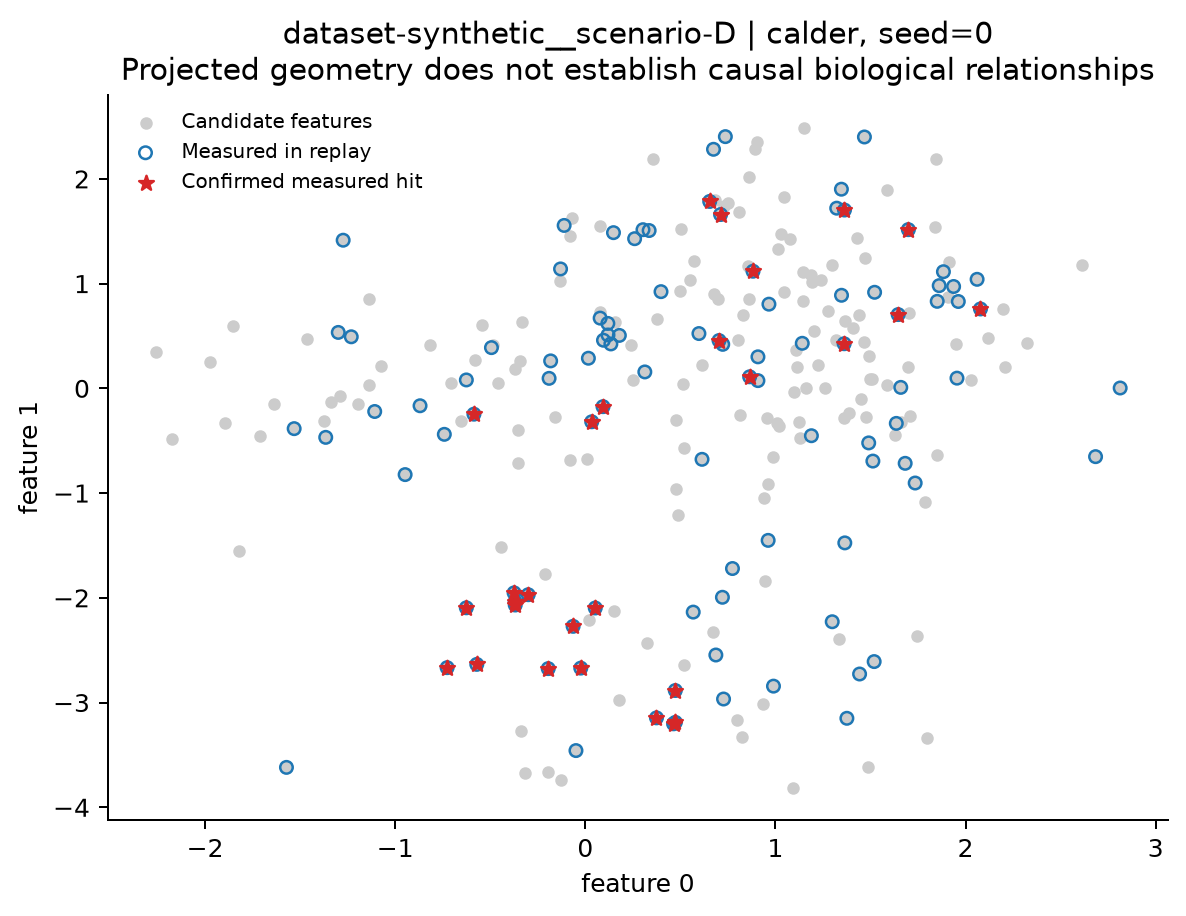 dataset-synthetic__scenario-D | calder, seed=0
Projected geometry does not establish causal biological relationships
Candidate features
Measured in replay
Confirmed measured hit
2
1
0
−1
−2
−3
−4
feature 1
−2
−1
0
1
2
3
feature 0